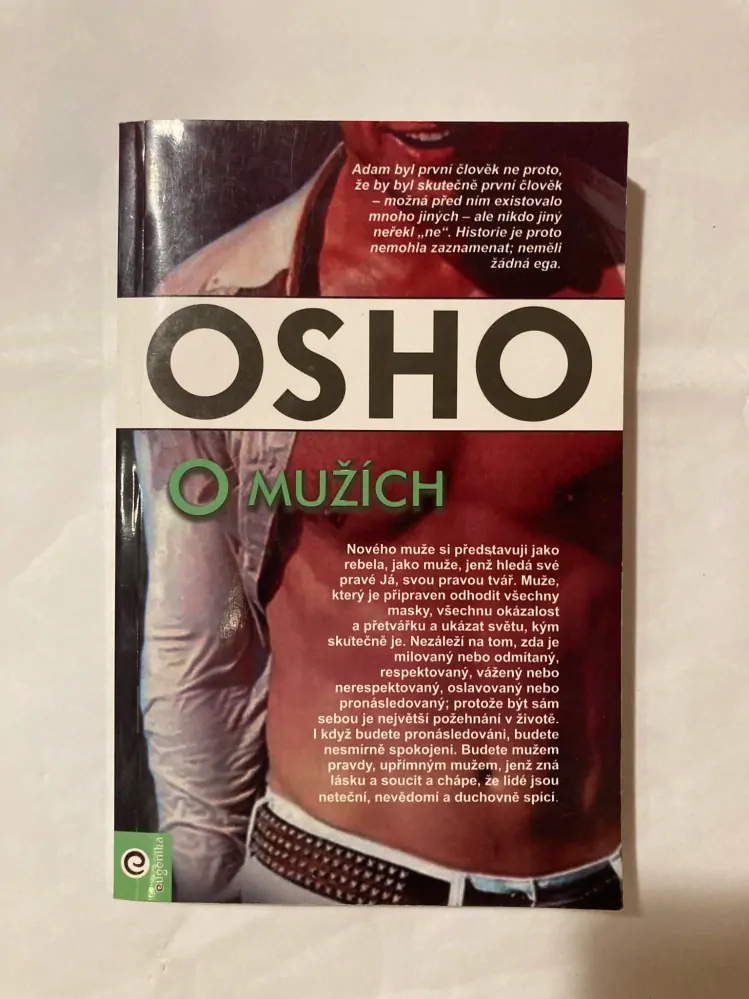 Adam byl první člověk ne proto,
že by byl skutečně první člověk
– možná před ním existovalo
mnoho jiných – ale nikdo jiný
neřekl „ne“. Historie je proto
nemohla zaznamenat; neměli
žádná ega.
OSHO
O MUŽÍCH
Nového muže si představuji jako
rebela, jako muže, jenž hledá své
pravé Já, svou pravou tvář. Muže,
který je připraven odhodit všechny
masky, všechnu okázalost
a přetvářku a ukázat světu, kým
skutečně je. Nezáleží na tom, zda je
milovaný nebo odmítaný,
respektovaný, vážený nebo
nerespektovaný, oslavovaný nebo
pronásledovaný; protože být sám
sebou je největší požehnání v životě.
I když budete pronásledováni, budete
nesmírně spokojeni. Budete mužem
pravdy, upřímným mužem, jenž zná
lásku a soucit a chápe, že lidé jsou
neteční, nevědomí a duchovně spící.
eugenika